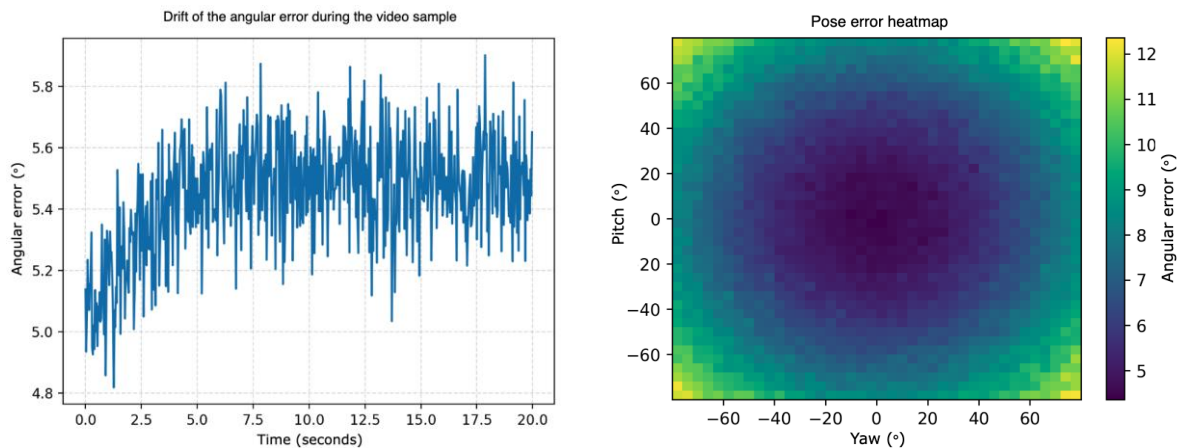 Drift of the angular error during the video sample
5.8
5.6
5.4
5.2
5.0
4.8
Angular error (°)
0.0 2.5 5.0 7.5 10.0 12.5 15.0 17.5 20.0
Time (seconds)
Pose error heatmap
60
40
20
0
20
−40
−60
Pitch (°)
−60 −40 −20 0 20 40 60
Yaw (°)
12
11
10
9
8
7
6
5
Angular error (°)